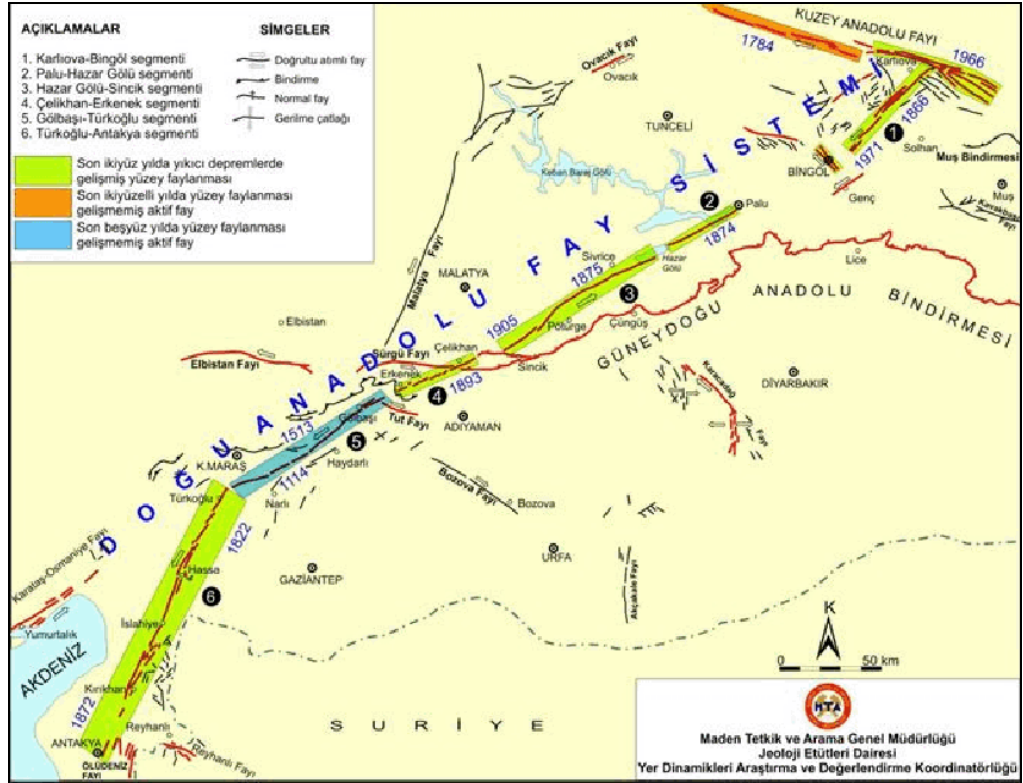 AÇIKLAMALAR
1. Karlıova-Bingöl segmenti
2. Palu-Hazar Gölü segmenti
3. Hazar Gölü-Sincik segmenti
4. Çelikhan-Erkenek segmenti
5. Gölbaşı-Türkoğlu segmenti
6. Türkoğlu-Antakya segmenti
SİMGELER
Doğrultu atımlı fay
Bindirme
Normal fay
Gerilme çatlağı
Son ikiyüz yılda yıkıcı depremlerde
gelişmiş yüzey faylanması
Son ikiyüzelli yılda yüzey faylanması
gelişmemiş aktif fay
Son beşyüz yılda yüzey faylanması
gelişmemiş aktif fay
KUZEY ANADOLU FAYI
1784
1966
Karlıova
1866
1
Solhan
Muş Bindirmesi
1971
BİNGÖL
Genç
Muş
Fayı
Ovacık Fayı
Ovacık
TUNCELİ
Keban Baraj Gölü
DOĞU ANADOLU FAY SİSTEMİ
2
Palu
1874
Hazar
Gölü
Sivrice
1875
3
Lice
Pötürge
Çüngüş
GÜNEYDOĞU ANADOLU BİNDİRMESİ
Malatya Fayı
MALATYA
1905
Elbistan
Elbistan Fayı
Sürgü Fayı
Çelikhan
Sincik
Erkenek
1893
4
DİYARBAKIR
Karacadağ
Fayı
Gölbaşı
Tut Fayı
ADIYAMAN
1513
5
K.MARAŞ
1114
Haydarlı
Türkoğlu
Narlı
Bozova Fayı
Bozova
1822
URFA
Akçakale Fayı
Karataş-Osmaniye Fayı
Hassa
GAZİANTEP
6
Yumurtalık
İslahiye
AKDENİZ
Kırıkhan
1872
Reyhanlı
Reyhanlı Fayı
ANTAKYA
ÖLÜDENİZ
FAYI
SURİYE
K
0 50 km
MTA
Maden Tetkik ve Arama Genel Müdürlüğü
Jeoloji Etütleri Dairesi
Yer Dinamikleri Araştırma ve Değerlendirme Koordinatörlüğü